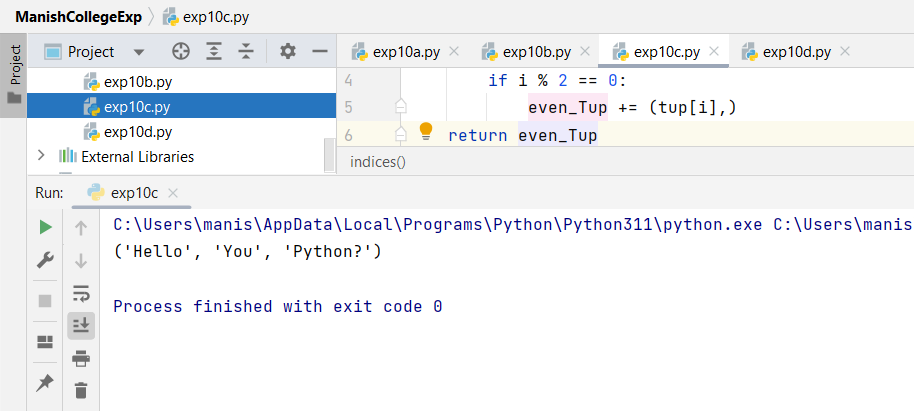 ManishCollegeExp exp10c.py
Project
Project
exp10a.py exp10b.py exp10c.py exp10d.py
exp10b.py
exp10c.py
exp10d.py
External Libraries
4 if i % 2 == 0:
5 even_Tup += (tup[i],)
6 return even_Tup
indices()
Run: exp10c
C:\Users\manis\AppData\Local\Programs\Python\Python311\python.exe C:\Users\manis
('Hello', 'You', 'Python?')
Process finished with exit code 0